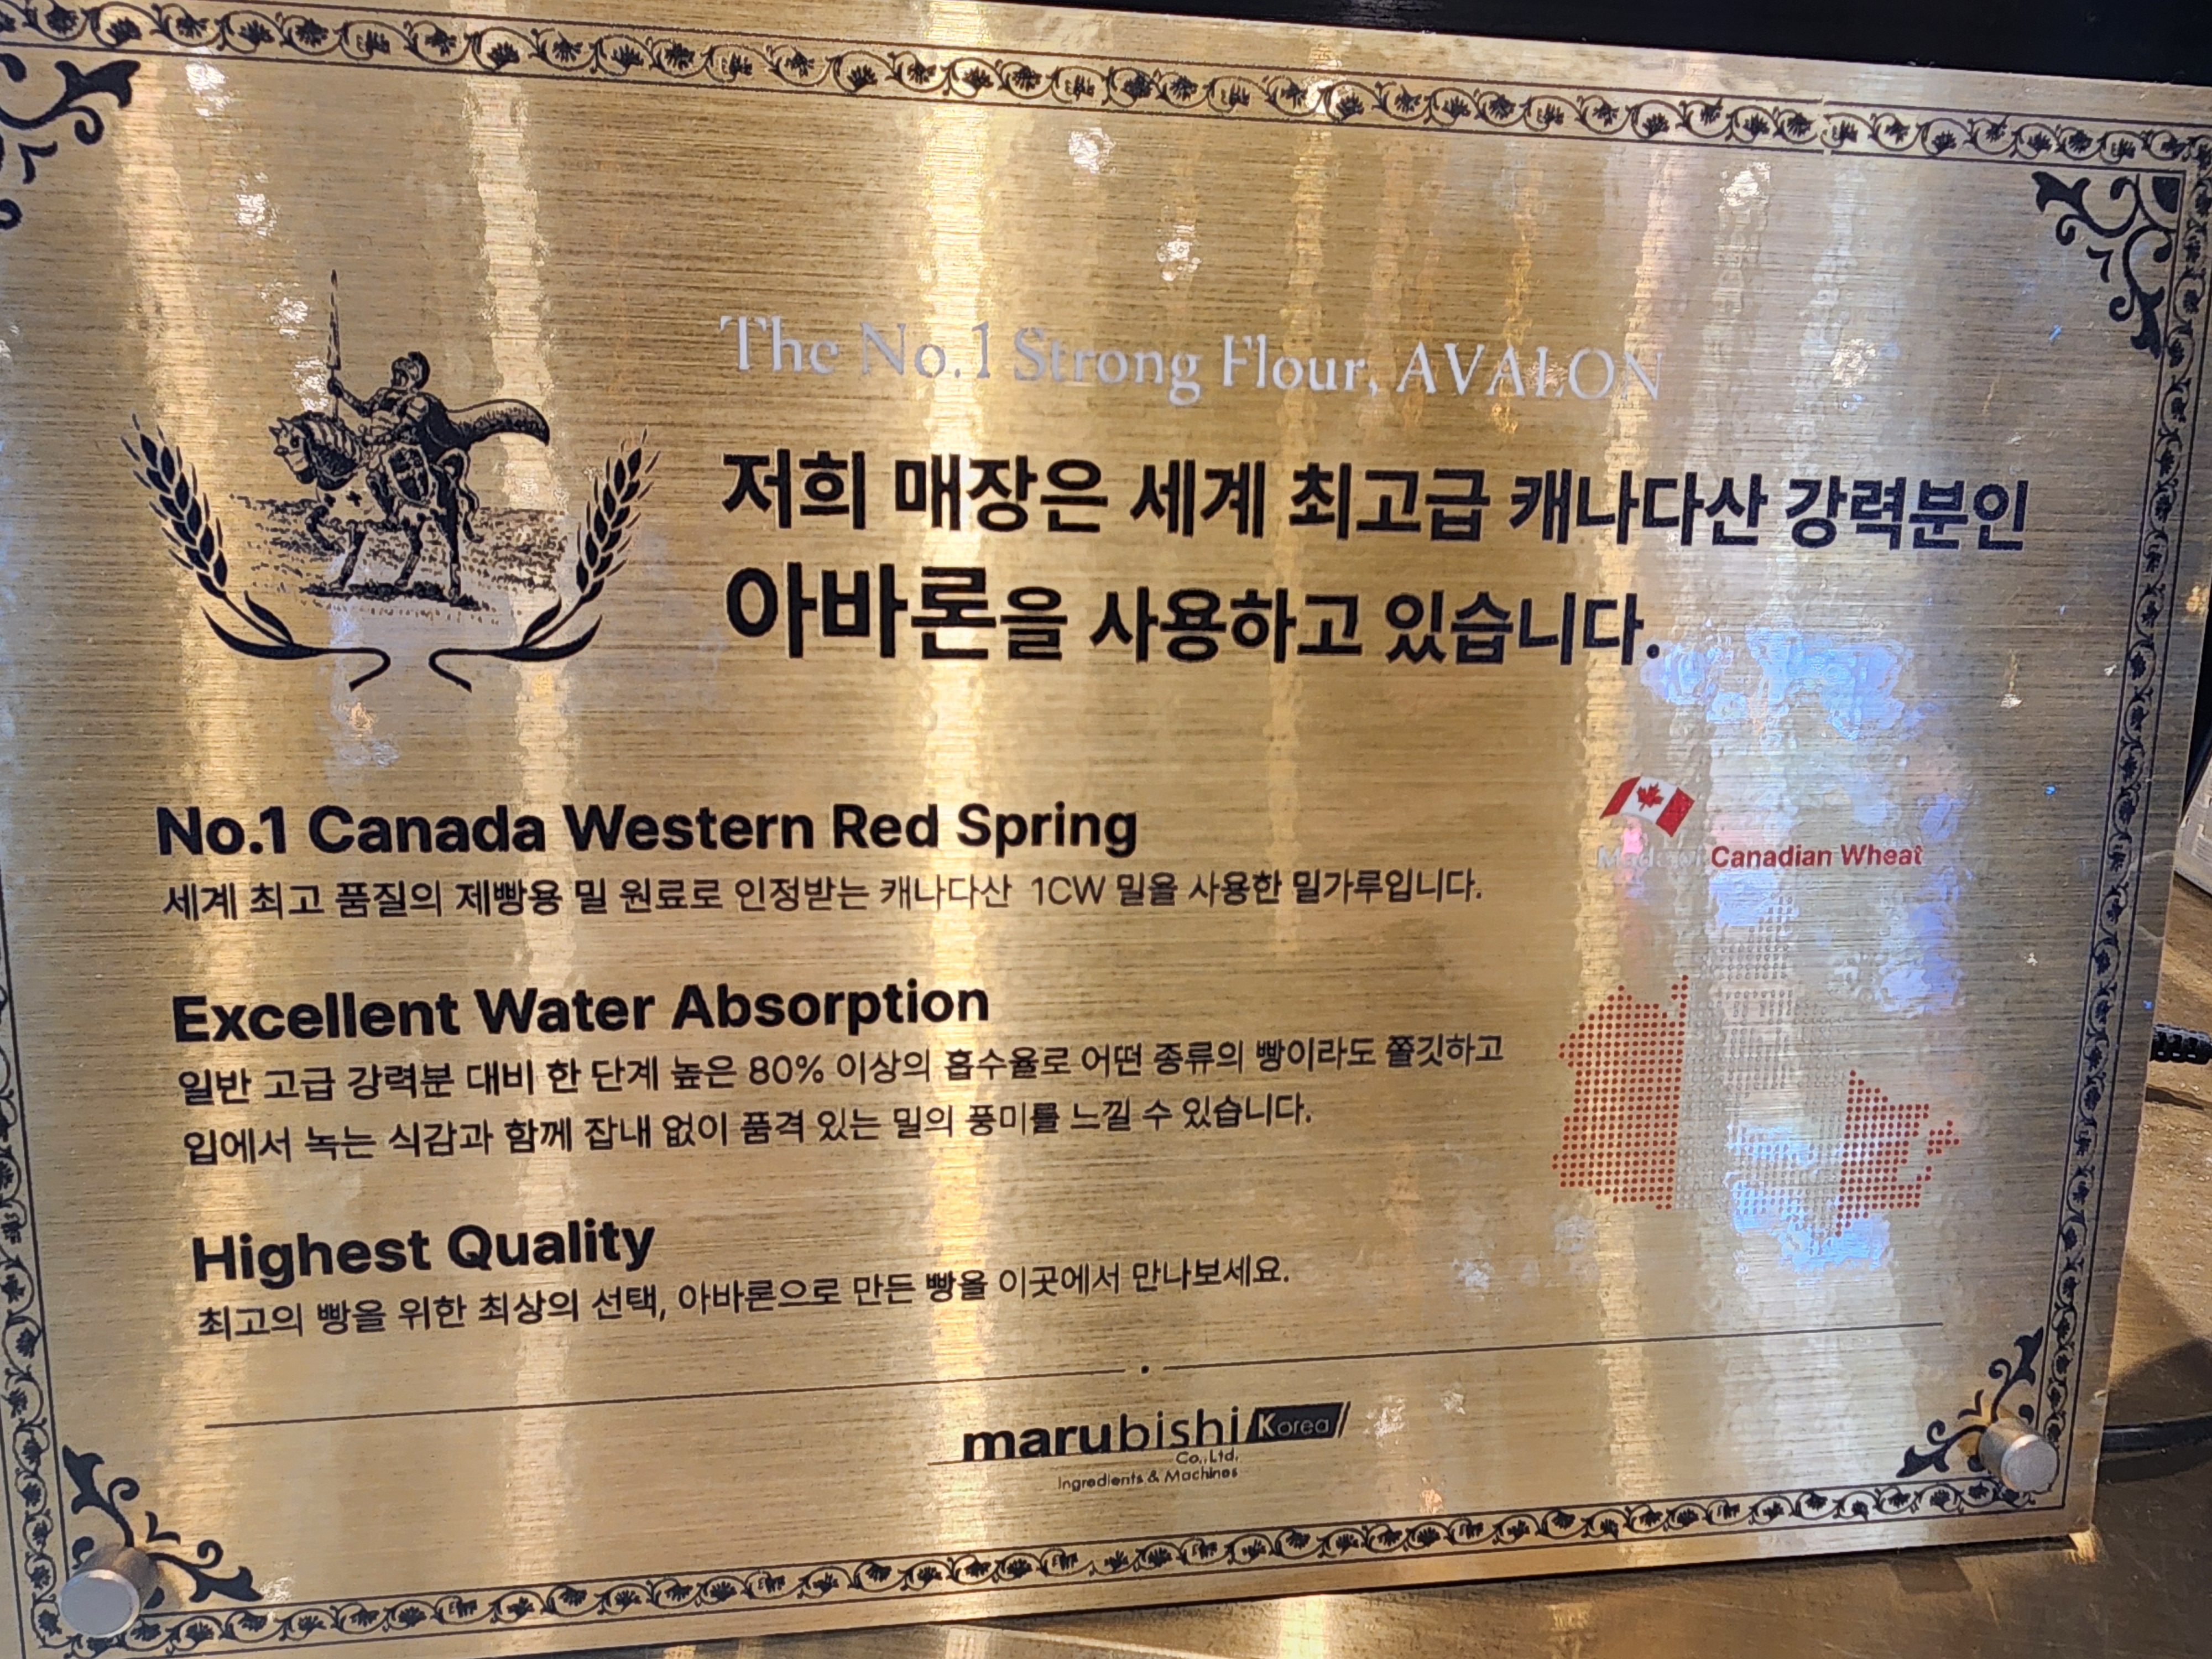 The No.1 Strong Flour, AVALON
저희 매장은 세계 최고급 캐나다산 강력분인
아바론을 사용하고 있습니다.
No.1 Canada Western Red Spring
세계 최고 품질의 제빵용 밀 원료로 인정받는 캐나다산 1CW 밀을 사용한 밀가루입니다.
Made of Canadian Wheat
Excellent Water Absorption
일반 고급 강력분 대비 한 단계 높은 80% 이상의 흡수율로 어떤 종류의 빵이라도 쫄깃하고
입에서 녹는 식감과 함께 잡내 없이 품격 있는 밀의 풍미를 느낄 수 있습니다.
Highest Quality
최고의 빵을 위한 최상의 선택, 아바론으로 만든 빵을 이곳에서 만나보세요.
marubishi Korea
Co.,Ltd.
Ingredients & Machines